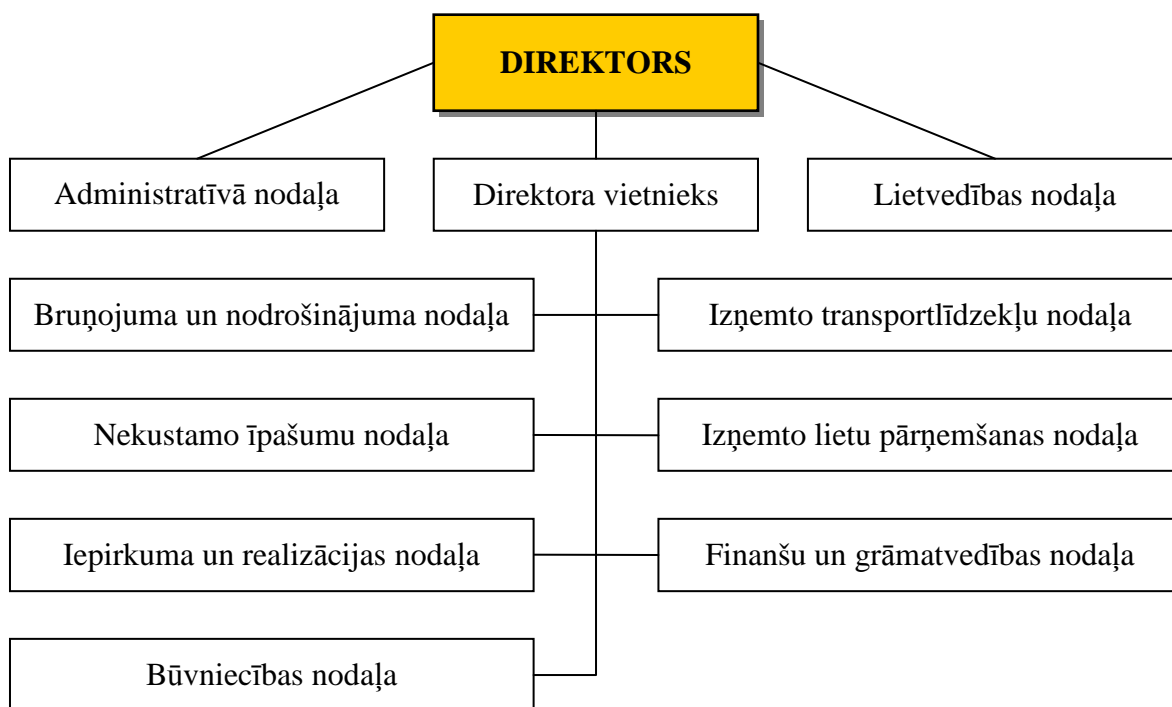 DIREKTORS
Administratīvā nodaļa
Direktora vietnieks
Lietvedības nodaļa
Bruņojuma un nodrošinājuma nodaļa
Izņemto transportlīdzekļu nodaļa
Nekustamo īpašumu nodaļa
Izņemto lietu pārņemšanas nodaļa
Iepirkuma un realizācijas nodaļa
Finanšu un grāmatvedības nodaļa
Būvniecības nodaļa